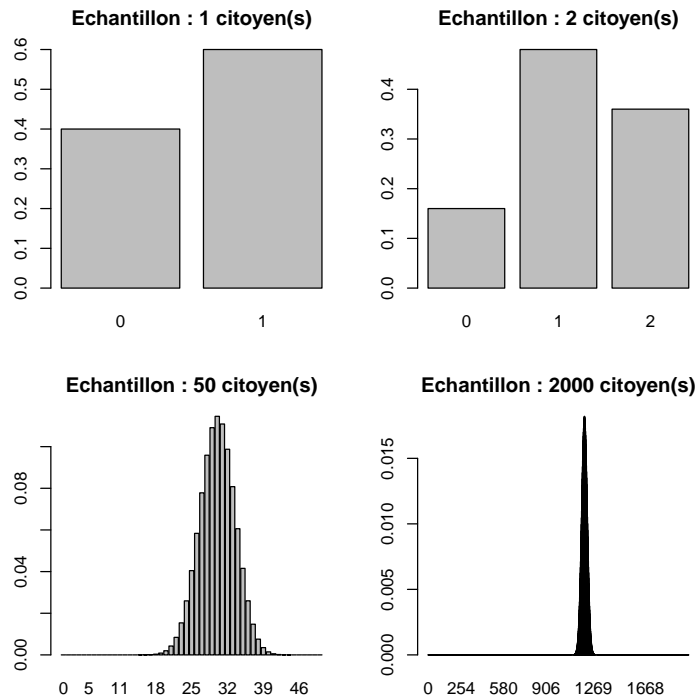 Echantillon : 1 citoyen(s)
0.6
0.5
0.4
0.3
0.2
0.1
0.0
0 1
Echantillon : 2 citoyen(s)
0.4
0.3
0.2
0.1
0.0
0 1 2
Echantillon : 50 citoyen(s)
0.08
0.04
0.00
0 5 11 18 25 32 39 46
Echantillon : 2000 citoyen(s)
0.015
0.010
0.005
0.000
0 254 580 906 1269 1668